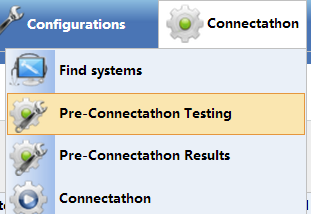 Configurations
Connectathon
Find systems
Pre-Connectathon Testing
Pre-Connectathon Results
Connectathon